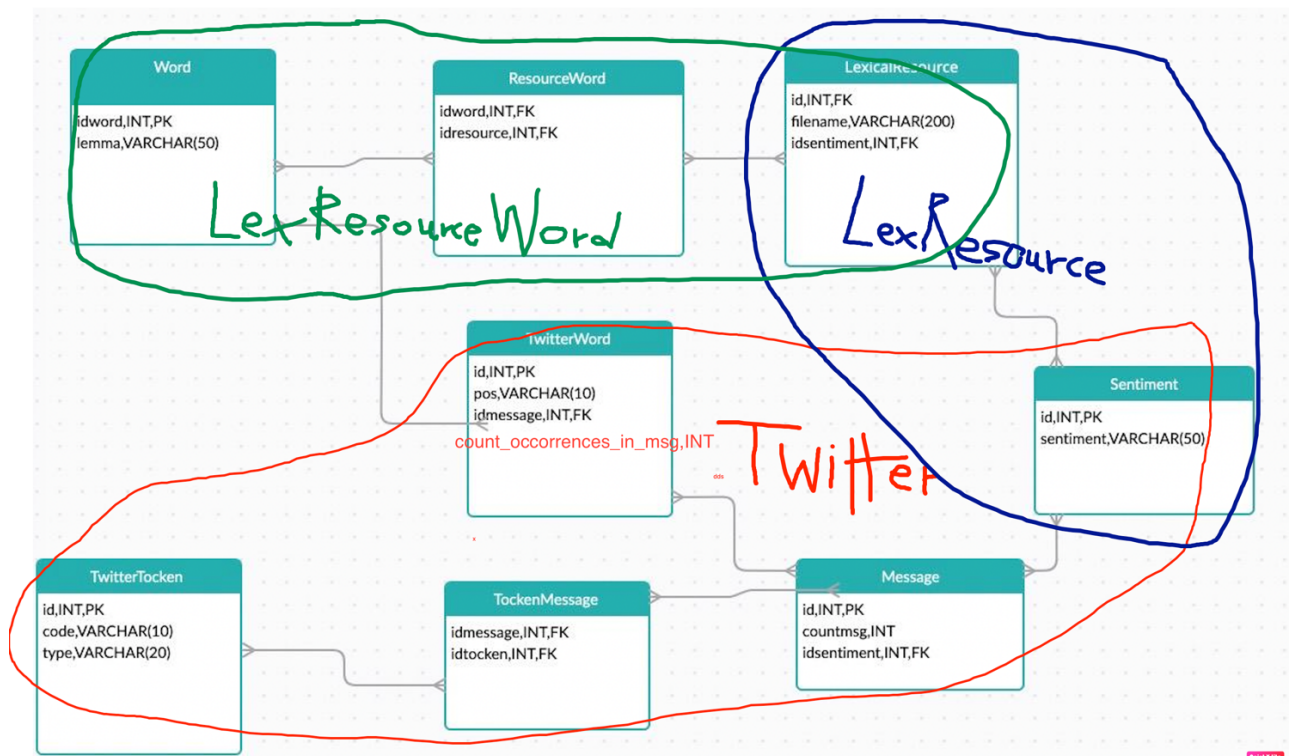 Word
idword,INT,PK
lemma,VARCHAR(50)
ResourceWord
idword,INT,FK
idresource,INT,FK
LexicalResource
id,INT,FK
filename,VARCHAR(200)
idsentiment,INT,FK
LexResourceWord
LexResource
TwitterWord
id,INT,PK
pos,VARCHAR(10)
idmessage,INT,FK
count_occorrences_in_msg,INT
Twitter
Sentiment
id,INT,PK
sentiment,VARCHAR(50)
TwitterTocken
id,INT,PK
code,VARCHAR(10)
type,VARCHAR(20)
TockenMessage
idmessage,INT,FK
idtocken,INT,FK
Message
id,INT,PK
countmsg,INT
idsentiment,INT,FK